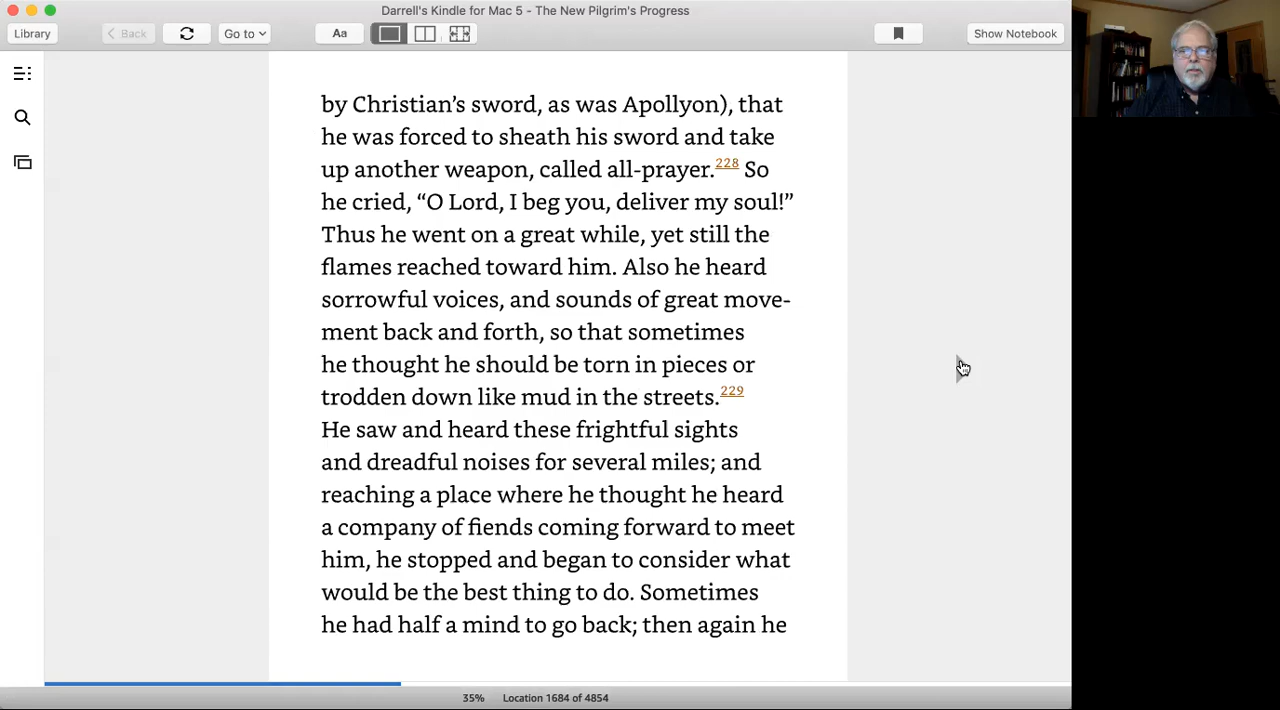 Darrell's Kindle for Mac 5 - The New Pilgrim's Progress
Library
Back
Go to
Aa
Show Notebook
by Christian’s sword, as was Apollyon), that
he was forced to sheath his sword and take
up another weapon, called all-prayer.228 So
he cried, “O Lord, I beg you, deliver my soul!”
Thus he went on a great while, yet still the
flames reached toward him. Also he heard
sorrowful voices, and sounds of great move-
ment back and forth, so that sometimes
he thought he should be torn in pieces or
trodden down like mud in the streets.229
He saw and heard these frightful sights
and dreadful noises for several miles; and
reaching a place where he thought he heard
a company of fiends coming forward to meet
him, he stopped and began to consider what
would be the best thing to do. Sometimes
he had half a mind to go back; then again he
35% Location 1684 of 4854